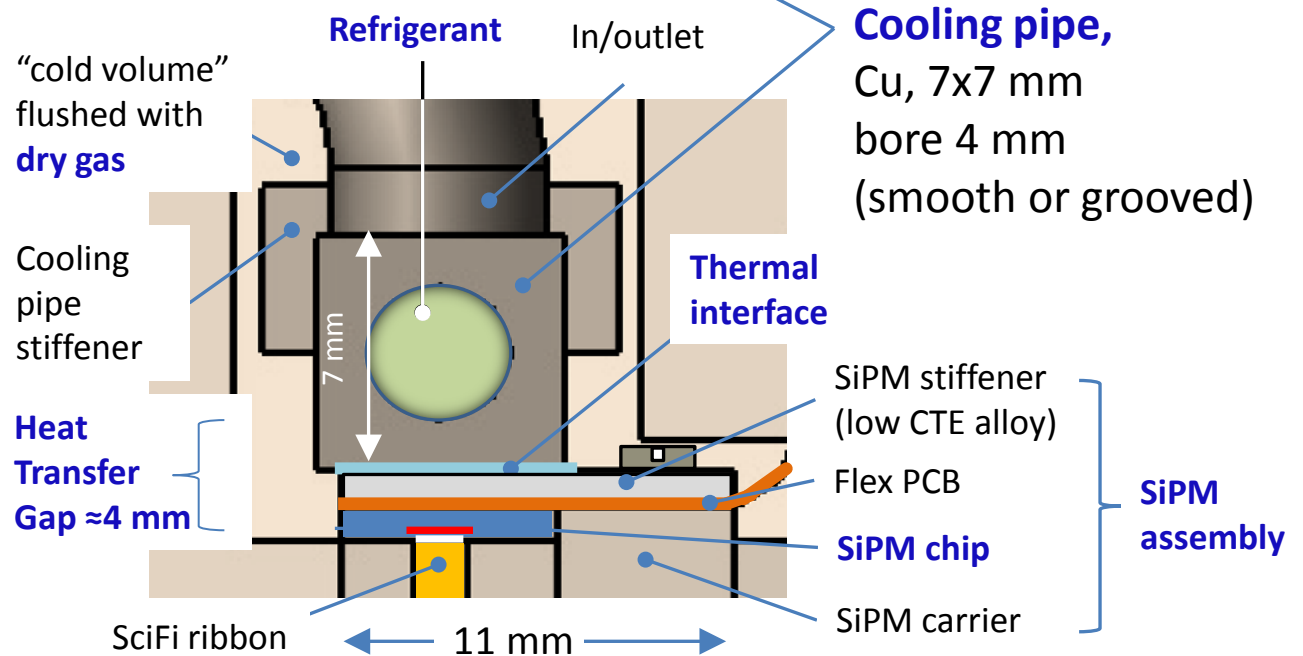 Refrigerant
In/outlet
Cooling pipe,
Cu, 7x7 mm
bore 4 mm
(smooth or grooved)
“cold volume”
flushed with
dry gas
Cooling
pipe
stiffener
7 mm
Thermal
interface
Heat
Transfer
Gap ≈4 mm
SiPM stiffener
(low CTE alloy)
Flex PCB
SiPM chip
SiPM carrier
SiPM
assembly
SciFi ribbon
11 mm